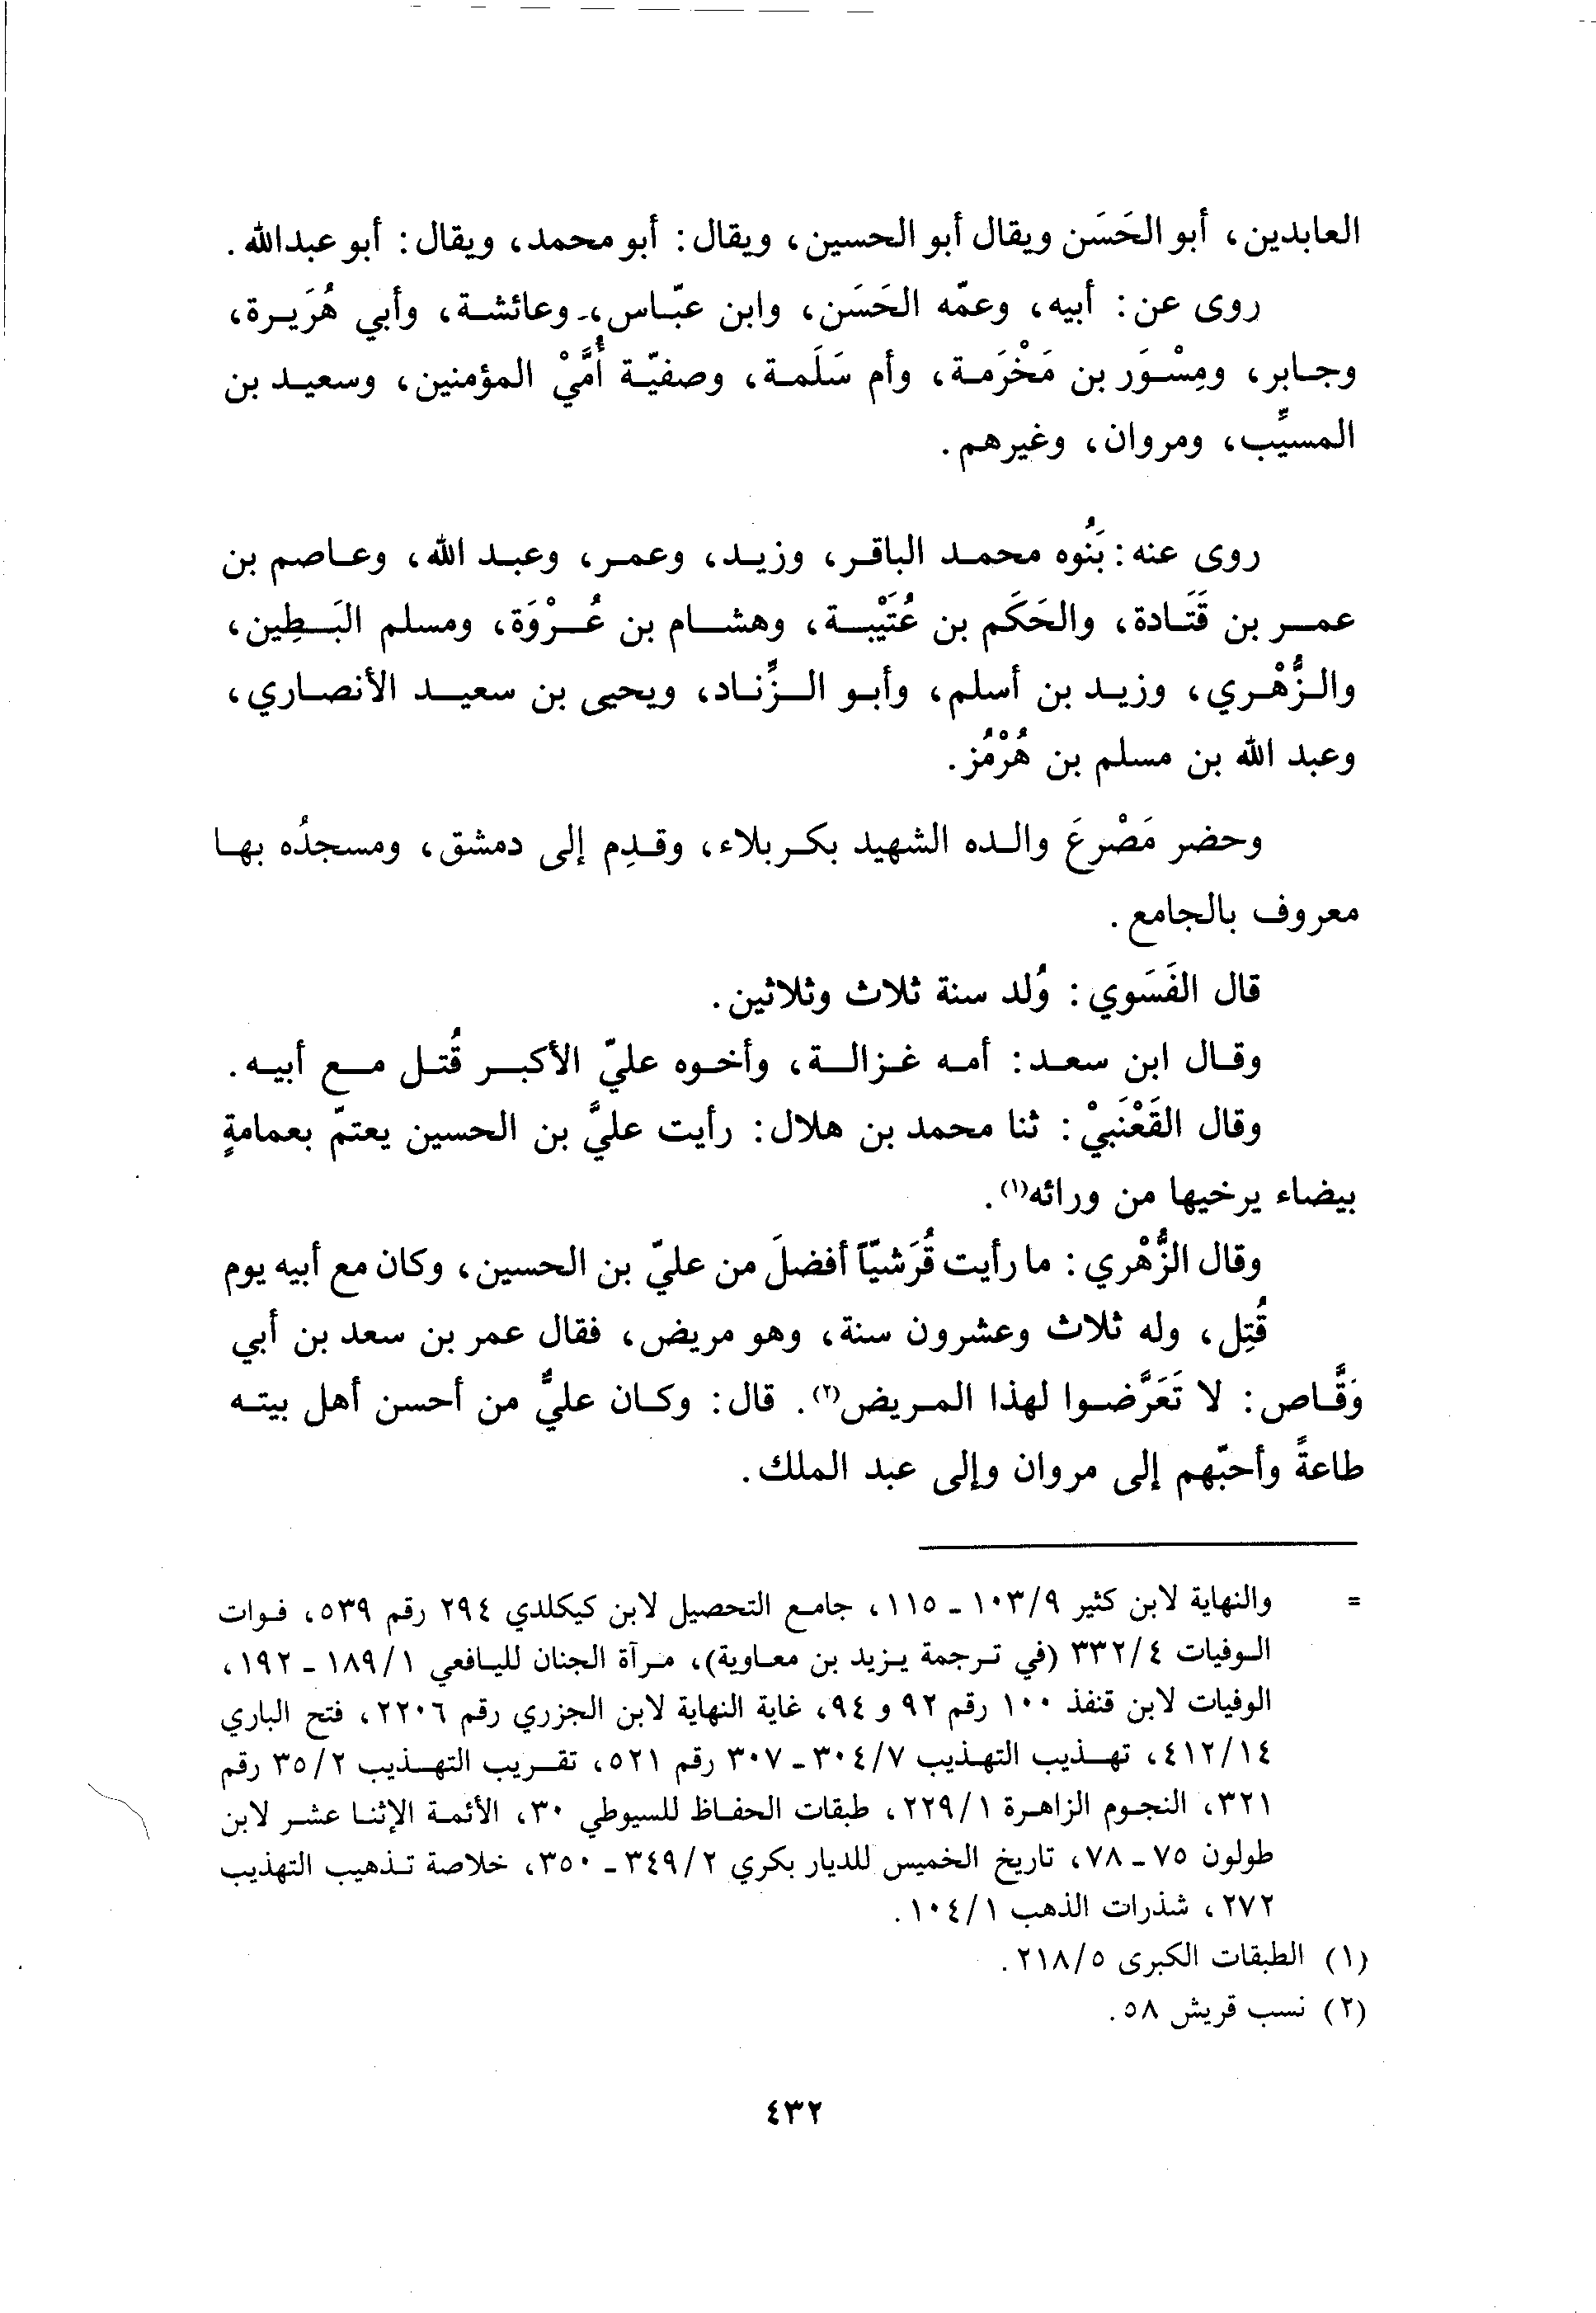 العابدين، أبو الحَسَن ويقال أبو الحسين، ويقال: أبو محمد، ويقال: أبو عبدالله.
روى عن: أبيه، وعمّه الحَسَن، وابن عبّاس، وعائشة، وأبي هُرَيرة،
وجابر، ومِسْوَر بن مَخْرَمة، وأم سَلَمة، وصفيّة أُمَّيْ المؤمنين، وسعيد بن
المسيِّب، ومروان، وغيرهم.
روى عنه: بَنُوه محمد الباقر، وزيد، وعمر، وعبد الله، وعاصم بن
عمر بن قَتَادة، والحَكَم بن عُتَيْبة، وهشام بن عُرْوَة، ومسلم البَطِين،
والزُّهْري، وزيد بن أسلم، وأبو الزِّناد، ويحيى بن سعيد الأنصاري،
وعبد الله بن مسلم بن هُرْمُز.
وحضر مَصْرعَ والده الشهيد بكربلاء، وقدِم إلى دمشق، ومسجدُه بها
معروف بالجامع.
قال الفَسَوي: وُلد سنة ثلاث وثلاثين.
وقال ابن سعد: أمه غزالة، وأخوه عليّ الأكبر قُتل مع أبيه.
وقال القَعْنَبيْ: ثنا محمد بن هلال: رأيت عليَّ بن الحسين يعتمّ بعمامةٍ
بيضاء يرخيها من ورائه(١).
وقال الزُّهْري: ما رأيت قُرَشيّاً أفضلَ من عليّ بن الحسين، وكان مع أبيه يوم
قُتِل، وله ثلاث وعشرون سنة، وهو مريض، فقال عمر بن سعد بن أبي
وَقَّاص: لا تَعَرَّضوا لهذا المريض(٢). قال: وكان عليٌّ من أحسن أهل بيته
طاعةً وأحبّهم إلى مروان وإلى عبد الملك.
= والنهاية لابن كثير ١٠٣/٩ - ١١٥، جامع التحصيل لابن كيكلدي ٢٩٤ رقم ٥٣٩، فوات
الوفيات ٣٣٢/٤ (في ترجمة يزيد بن معاوية)، مرآة الجنان لليافعي ١٨٩/١ - ١٩٢،
الوفيات لابن قنفذ ١٠٠ رقم ٩٢ و ٩٤، غاية النهاية لابن الجزري رقم ٢٢٠٦، فتح الباري
٤١٢/١٤، تهذيب التهذيب ٣٠٤/٧ - ٣٠٧ رقم ٥٢١، تقريب التهذيب ٣٥/٢ رقم
٣٢١، النجوم الزاهرة ٢٢٩/١، طبقات الحفاظ للسيوطي ٣٠، الأئمة الإثنا عشر لابن
طولون ٧٥ - ٧٨، تاريخ الخميس للديار بكري ٣٤٩/٢ - ٣٥٠، خلاصة تذهيب التهذيب
٢٧٢، شذرات الذهب ١٠٤/١.
(١) الطبقات الكبرى ٢١٨/٥.
(٢) نسب قريش ٥٨.
٤٣٢